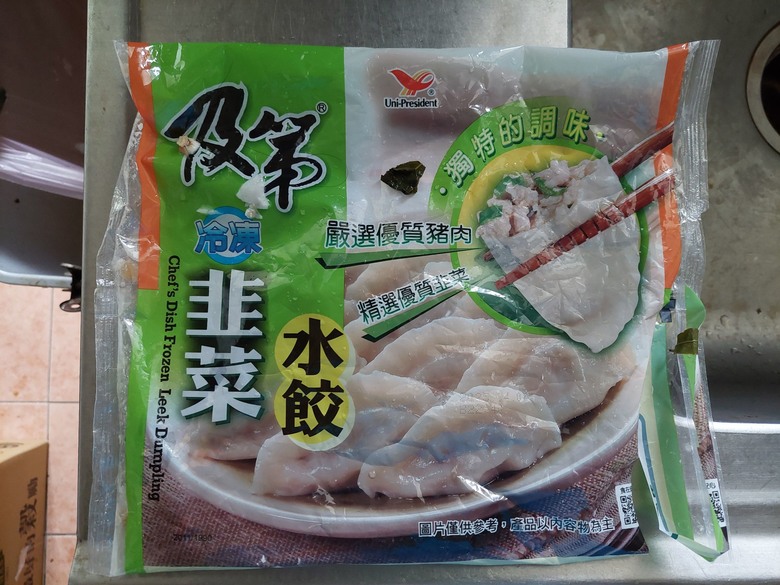 及第®
Uni-President®
·獨特的調味·
嚴選優質豬肉
精選優質韭菜
冷凍
韭菜
水餃
Chef's Dish Frozen Leek Dumpling
圖片僅供參考，產品以內容物為主